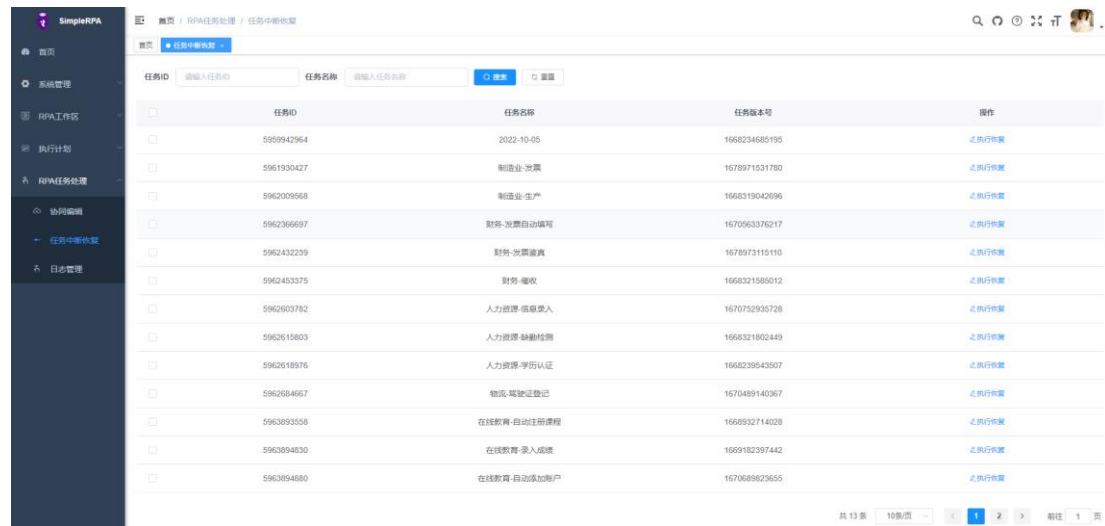 SimpleRPA
首页 / RPA任务处理 / 任务中断恢复
首页
系统管理
RPA工作区
执行计划
RPA任务处理
协同编辑
任务中断恢复
日志管理
首页 任务中断恢复 ×
任务ID 请输入任务ID 任务名称 请输入任务名称 搜索 重置
任务ID 任务名称 任务版本号 操作
5959942964 2022-10-05 1668234685195 执行恢复
5961930427 制造业-发票 1678971531780 执行恢复
5962009568 制造业-生产 1668319042696 执行恢复
5962366697 财务-发票自动填写 1670563376217 执行恢复
5962432239 财务-发票鉴真 1678973115110 执行恢复
5962453375 财务-催收 1668321585012 执行恢复
5962603782 人力资源-信息录入 1670752935728 执行恢复
5962615803 人力资源-缺勤检测 1668321802449 执行恢复
5962618976 人力资源-学历认证 1668239543507 执行恢复
5962684667 物流-驾驶证登记 1670489140367 执行恢复
5963893558 在线教育-自动注册课程 1668932714028 执行恢复
5963894830 在线教育-录入成绩 1669182397442 执行恢复
5963894880 在线教育-自动添加账户 1670689823655 执行恢复
共 13 条 10条/页 < 1 2 > 前往 1 页